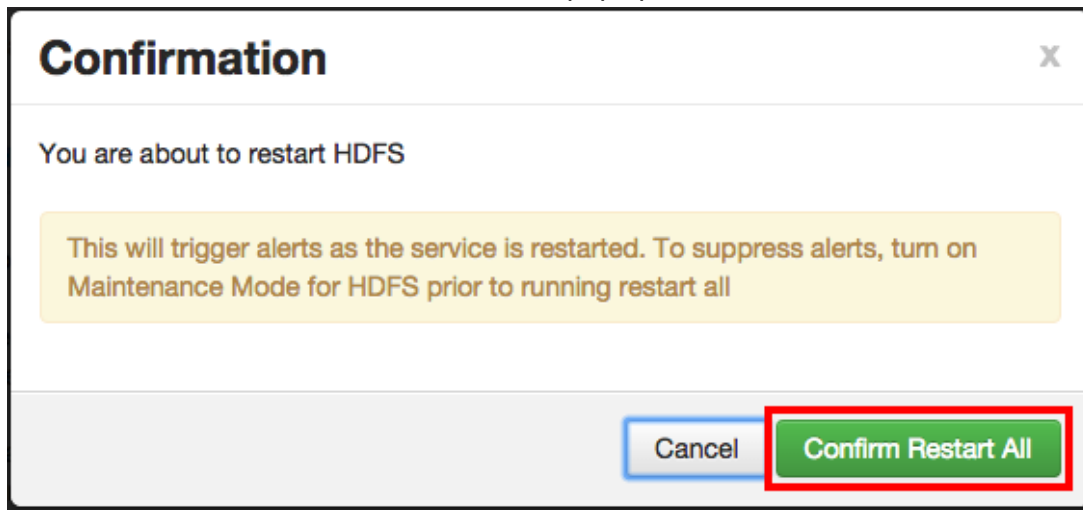 Confirmation
x
You are about to restart HDFS
This will trigger alerts as the service is restarted. To suppress alerts, turn on
Maintenance Mode for HDFS prior to running restart all
Cancel
Confirm Restart All